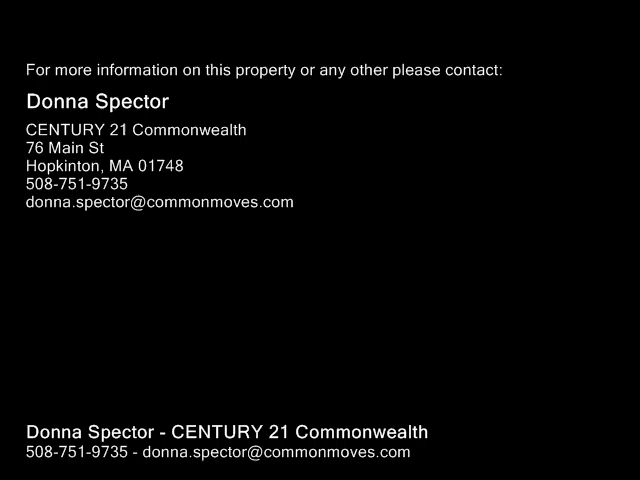 For more information on this property or any other please contact:
Donna Spector
CENTURY 21 Commonwealth
76 Main St
Hopkinton, MA 01748
508-751-9735
donna.spector@commonmoves.com
Donna Spector - CENTURY 21 Commonwealth
508-751-9735 - donna.spector@commonmoves.com